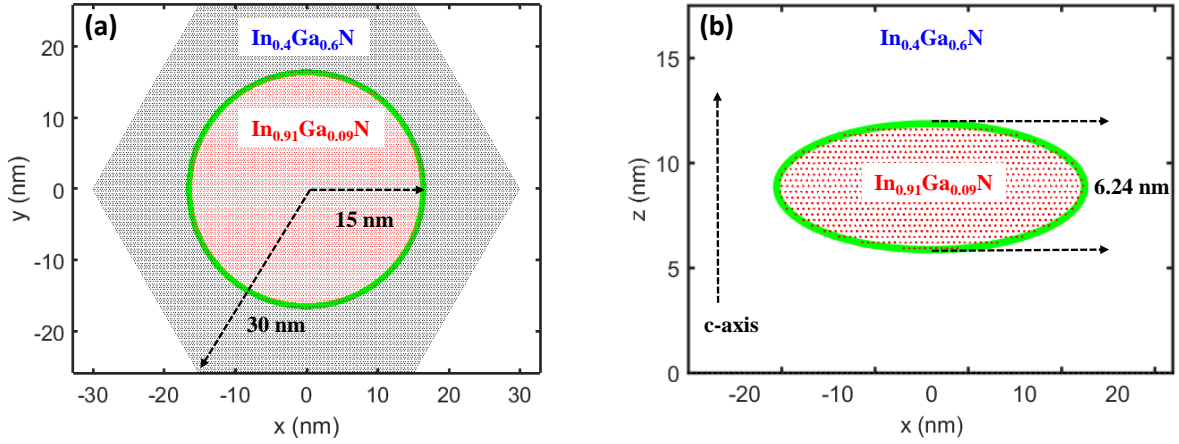 (a)
In0.4Ga0.6N
In0.91Ga0.09N
15 nm
30 nm
20
10
0
-10
-20
y (nm)
-30 -20 -10 0 10 20 30
x (nm)
(b)
In0.4Ga0.6N
In0.91Ga0.09N
6.24 nm
c-axis
15
10
5
0
z (nm)
-20 -10 0 10 20
x (nm)